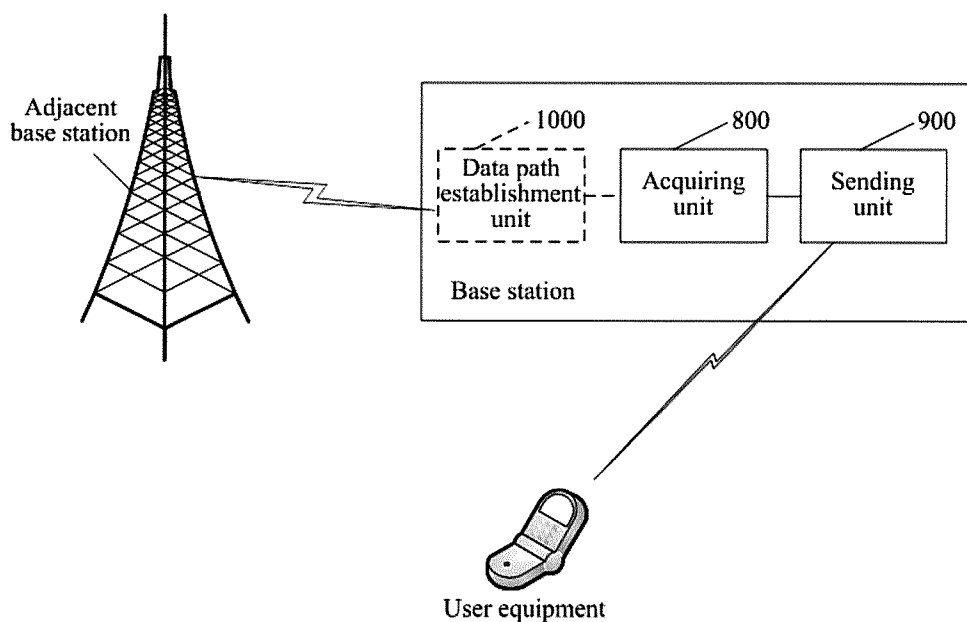 Adjacent
base station
1000
800
900
Data path
establishment
unit
Acquiring
unit
Sending
unit
Base station
User equipment